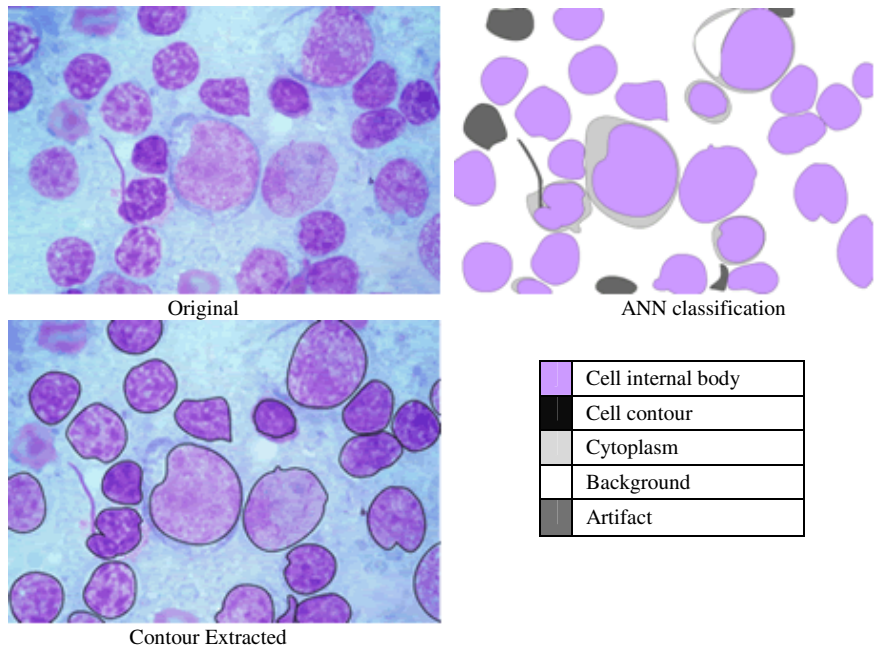 Original
ANN classification
Contour Extracted
Cell internal body
Cell contour
Cytoplasm
Background
Artifact